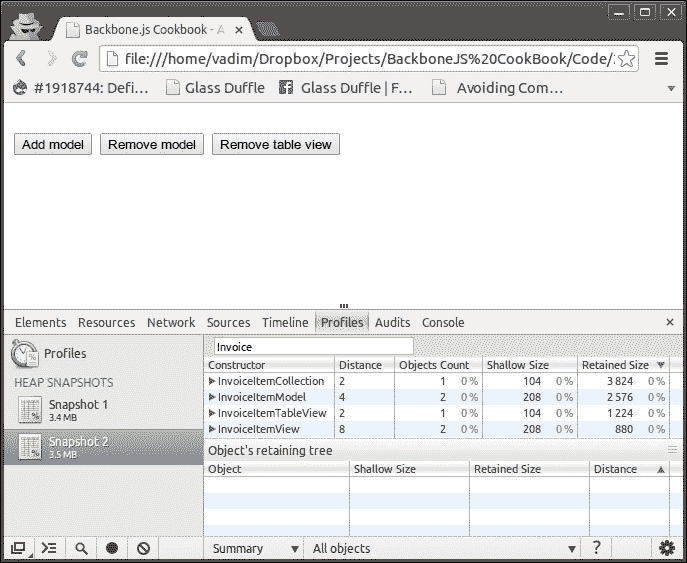 Backbone.js Cookbook - A
file:///home/vadim/Dropbox/Projects/BackboneJS%20CookBook/Code/2
#1918744: Defi… Glass Duffle Glass Duffle | F… Avoiding Com…
Add model Remove model Remove table view
Elements Resources Network Sources Timeline Profiles Audits Console
Profiles
HEAP SNAPSHOTS
Snapshot 1
3.4 MB
Snapshot 2
3.5 MB
Invoice
Constructor Distance Objects Count Shallow Size Retained Size
InvoiceItemCollection 2 1 0 % 104 0 % 3 824 0 %
InvoiceItemModel 4 2 0 % 208 0 % 2 576 0 %
InvoiceItemTableView 2 1 0 % 104 0 % 1 224 0 %
InvoiceItemView 8 2 0 % 208 0 % 880 0 %
Object's retaining tree
Object Shallow Size Retained Size Distance
Summary All objects ?